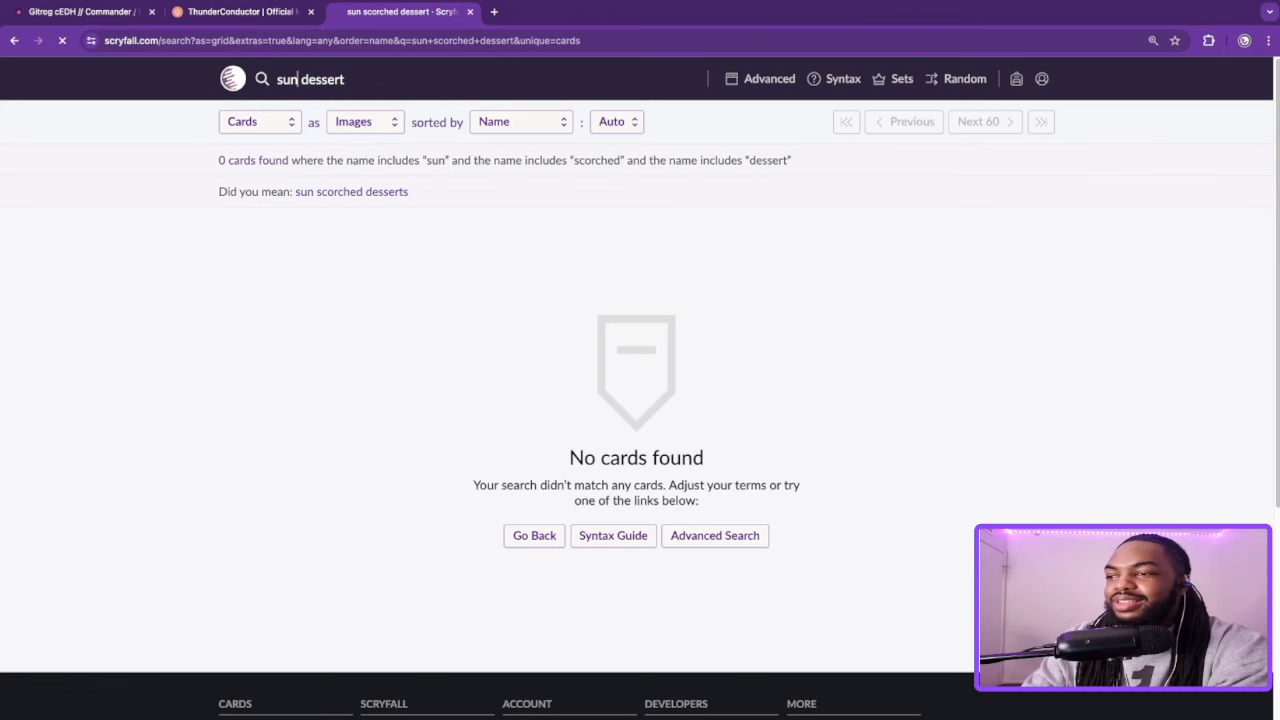 Gitrog cEDH // Commander /
ThunderConductor | Official
sun scorched dessert - Scryf
scryfall.com/search?as=grid&extras=true&lang=any&order=name&q=sun+scorched+dessert&unique=cards
sun dessert
Advanced
Syntax
Sets
Random
Cards as Images sorted by Name : Auto
Previous
Next 60
0 cards found where the name includes “sun” and the name includes “scorched” and the name includes “dessert”
Did you mean: sun scorched desserts
No cards found
Your search didn’t match any cards. Adjust your terms or try
one of the links below:
Go Back
Syntax Guide
Advanced Search
CARDS
SCRYFALL
ACCOUNT
DEVELOPERS
MORE